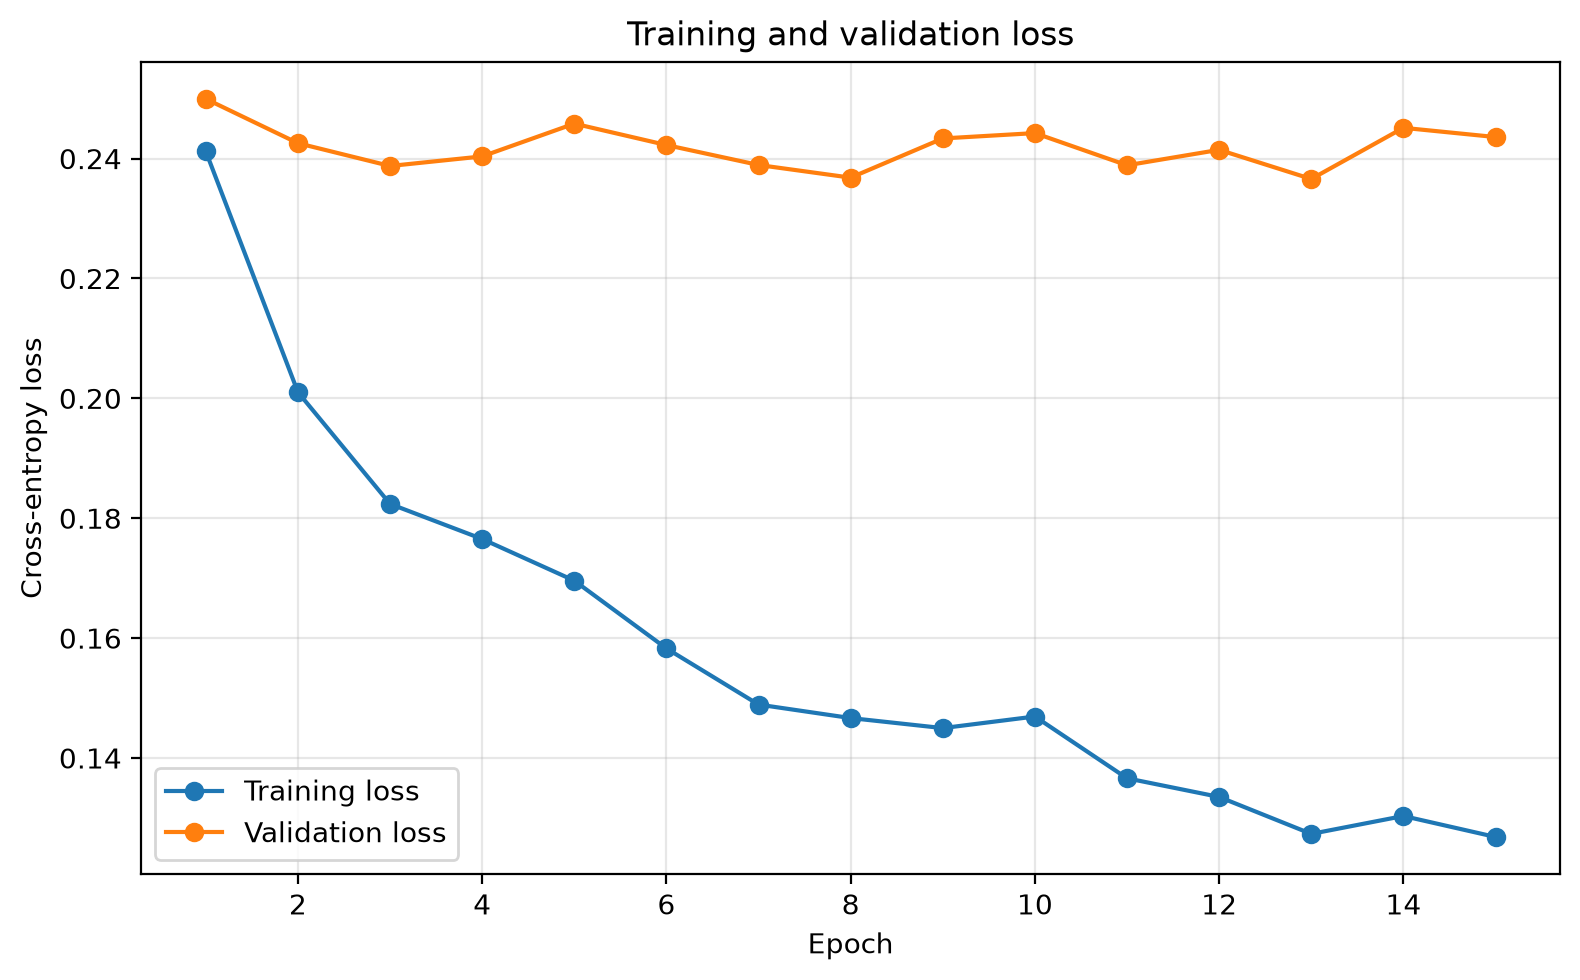 Training and validation loss
Cross-entropy loss
0.24
0.22
0.20
0.18
0.16
0.14
Training loss
Validation loss
2 4 6 8 10 12 14
Epoch